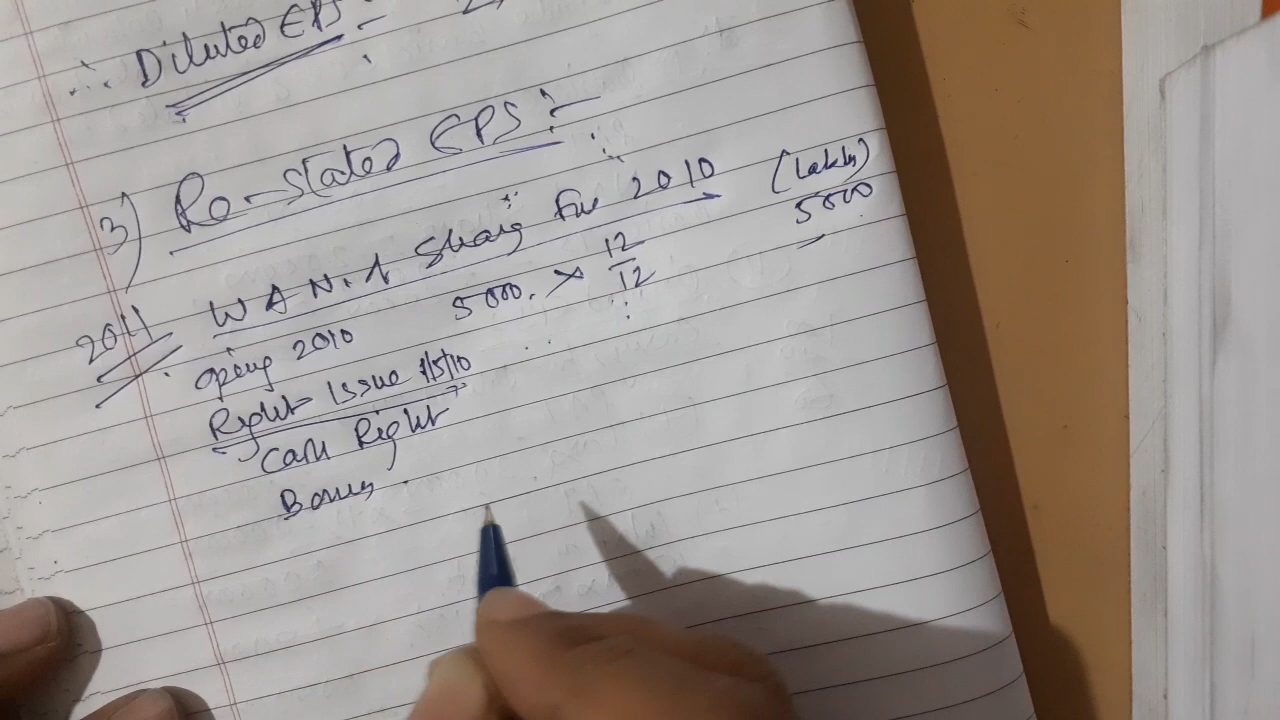 ∴ Diluted EPS :-
3) Re-stated EPS :-
2011 W A N. A Shares For 2010 (lakhs)
opening 2010 5000. × 12/12 5000
Right Issue 1/5/10
Cash Right
Bonus